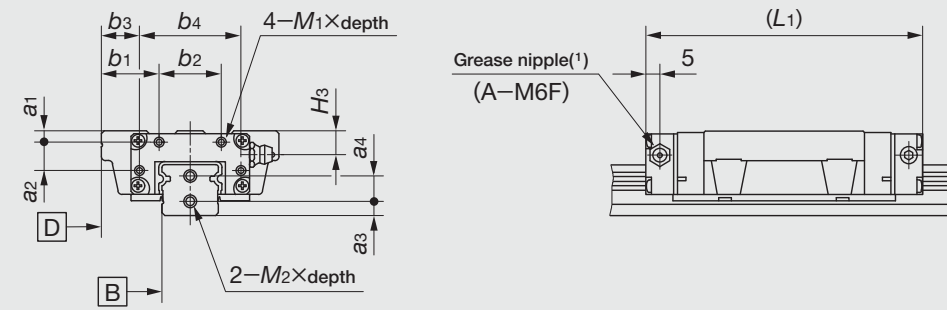 b3
b4
4−M1×depth
b1
b2
a1
H3
a4
a2
a3
D
2−M2×depth
B
(L1)
Grease nipple(1)
5
(A−M6F)